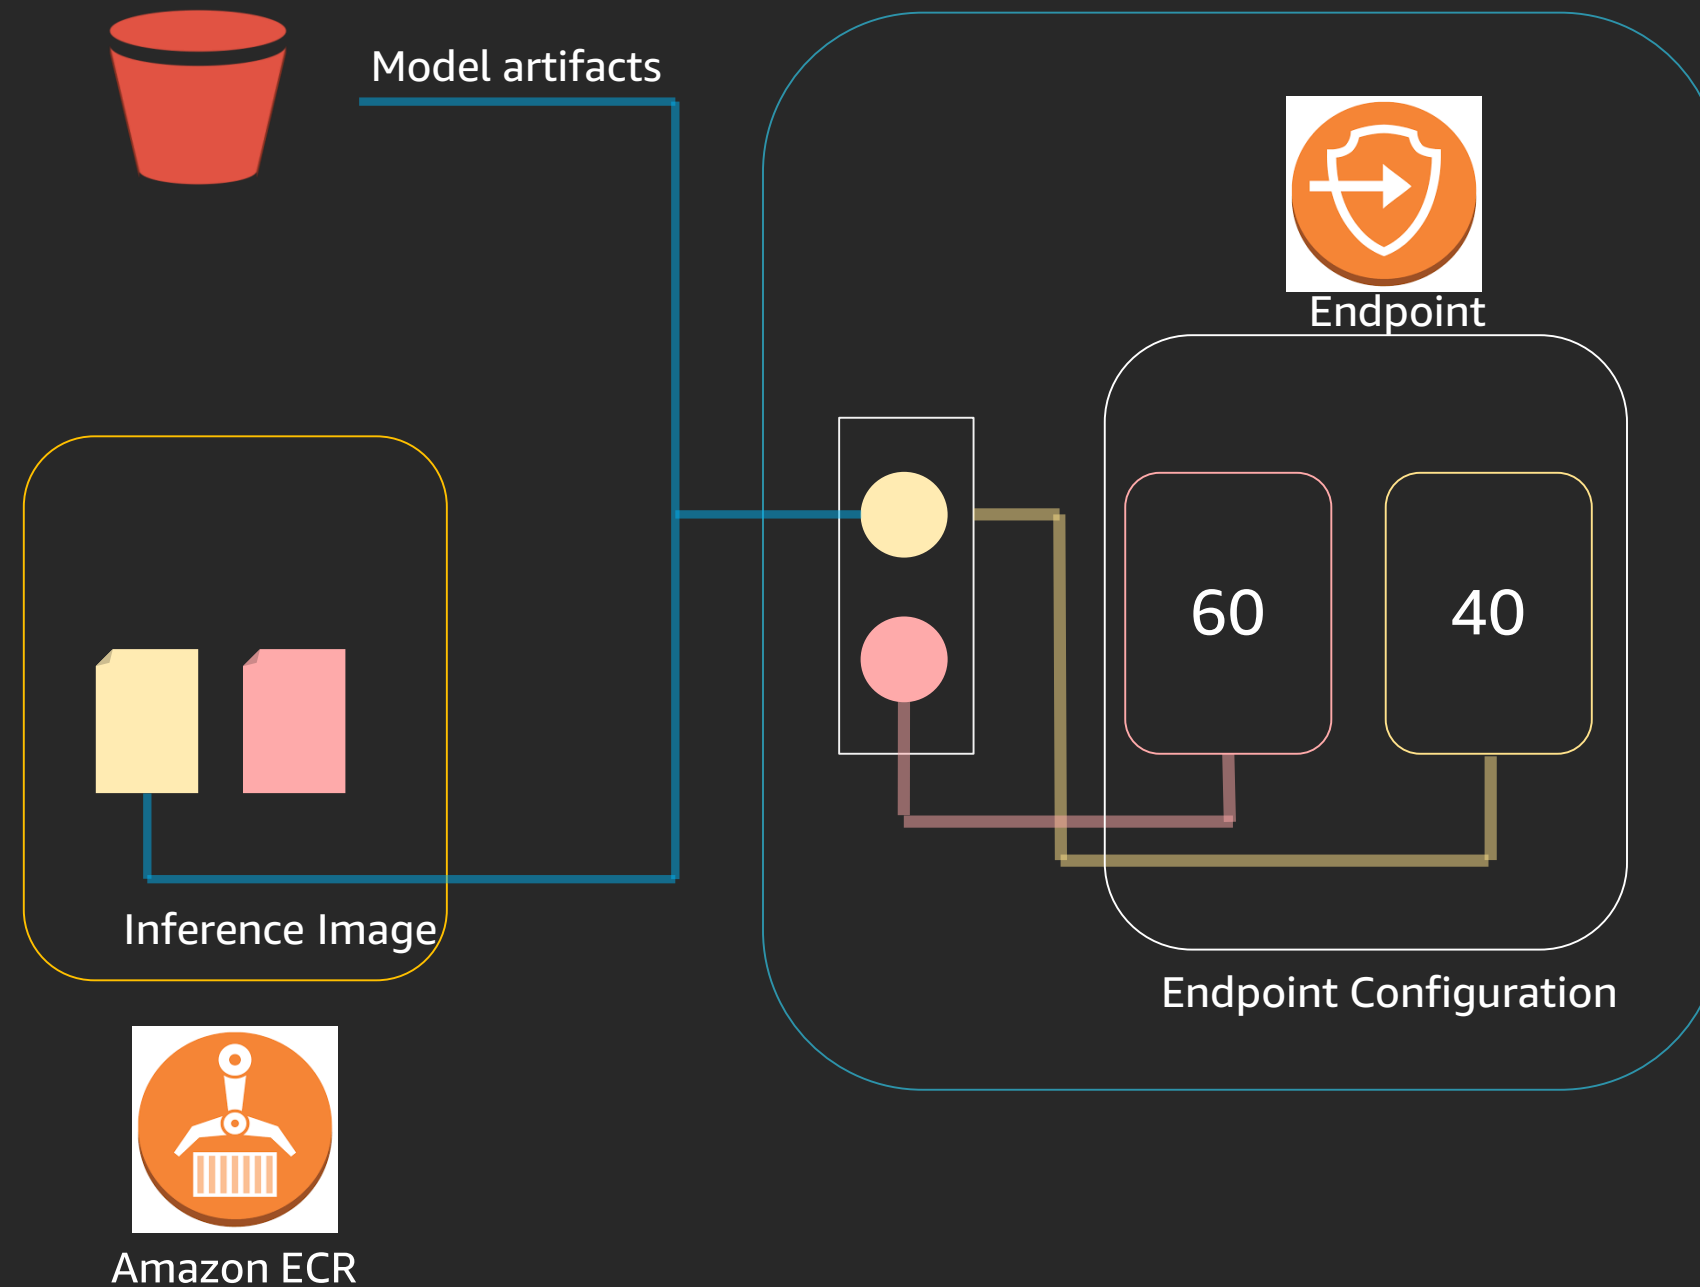 Model artifacts
Endpoint
60
40
Inference Image
Endpoint Configuration
Amazon ECR